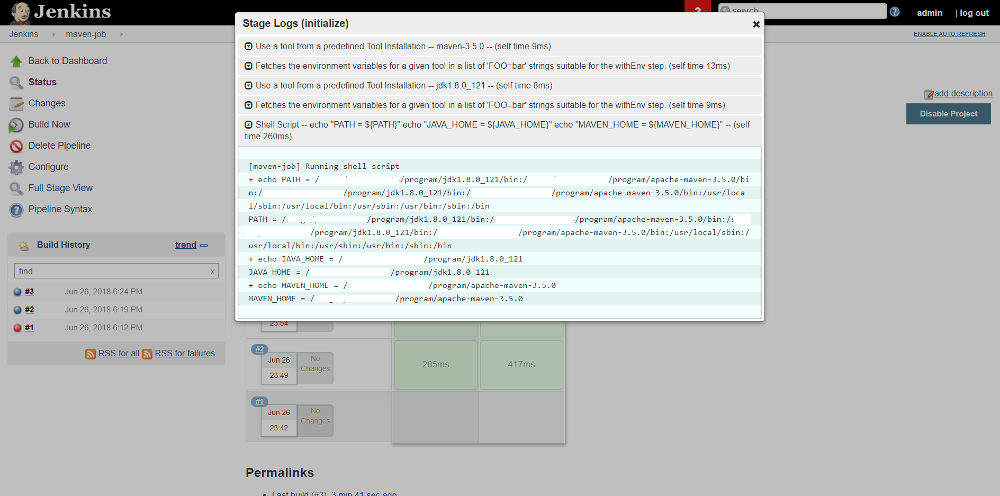 Jenkins
search
admin
| log out
Jenkins
maven-job
ENABLE AUTO REFRESH
Back to Dashboard
Status
Changes
Build Now
Delete Pipeline
Configure
Full Stage View
Pipeline Syntax
Build History
trend
find
x
#3 Jun 26, 2018 6:24 PM
#2 Jun 26, 2018 6:19 PM
#1 Jun 26, 2018 6:12 PM
RSS for all RSS for failures
Stage Logs (initialize)
Use a tool from a predefined Tool Installation -- maven-3.5.0 -- (self time 9ms)
Fetches the environment variables for a given tool in a list of 'FOO=bar' strings suitable for the withEnv step. (self time 13ms)
Use a tool from a predefined Tool Installation -- jdk1.8.0_121 -- (self time 8ms)
Fetches the environment variables for a given tool in a list of 'FOO=bar' strings suitable for the withEnv step. (self time 9ms)
Shell Script -- echo "PATH = ${PATH}" echo "JAVA_HOME = ${JAVA_HOME}" echo "MAVEN_HOME = ${MAVEN_HOME}" -- (self
time 260ms)
[maven-job] Running shell script
+ echo PATH = / /program/jdk1.8.0_121/bin:/ /program/apache-maven-3.5.0/bi
n:/ /program/jdk1.8.0_121/bin:/ /program/apache-maven-3.5.0/bin:/usr/loca
l/sbin:/usr/local/bin:/usr/sbin:/usr/bin:/sbin:/bin
PATH = / /program/jdk1.8.0_121/bin:/ /program/apache-maven-3.5.0/bin:/
/program/jdk1.8.0_121/bin:/ /program/apache-maven-3.5.0/bin:/usr/local/sbin:/
usr/local/bin:/usr/sbin:/usr/bin:/sbin:/bin
+ echo JAVA_HOME = / /program/jdk1.8.0_121
JAVA_HOME = / /program/jdk1.8.0_121
+ echo MAVEN_HOME = / /program/apache-maven-3.5.0
MAVEN_HOME = / /program/apache-maven-3.5.0
add description
Disable Project
23:54
#2
Jun 26
23:49
No
Changes
285ms
417ms
#1
Jun 26
23:42
No
Changes
Permalinks
Last build (#3), 3 min 41 sec ago